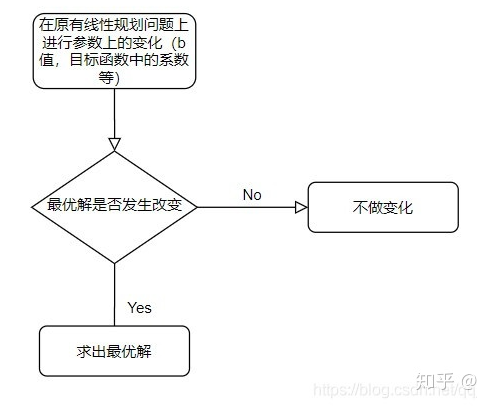 在原有线性规划问题上
进行参数上的变化（b
值，目标函数中的系数
等）
最优解是否发生改变
No
不做变化
Yes
求出最优解
知乎 @
https://blog.csdn.net/qq